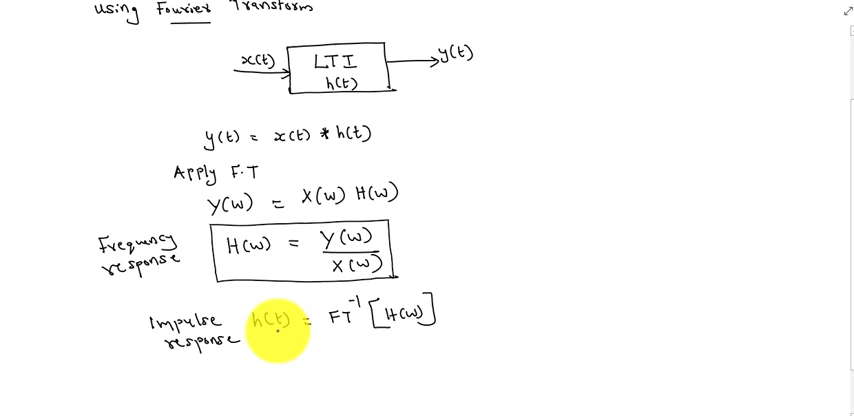 using Fourier Transform
x(t) LTI y(t)
h(t)
y(t) = x(t) * h(t)
Apply F.T
Y(w) = X(w) H(w)
Frequency response H(w) = Y(w) / X(w)
Impulse response h(t) = FT⁻¹ [H(w)]